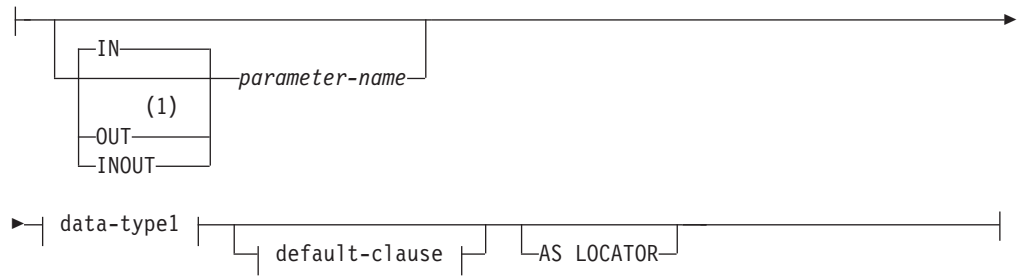 IN
parameter-name
(1)
OUT
INOUT
data-type1
default-clause
AS LOCATOR